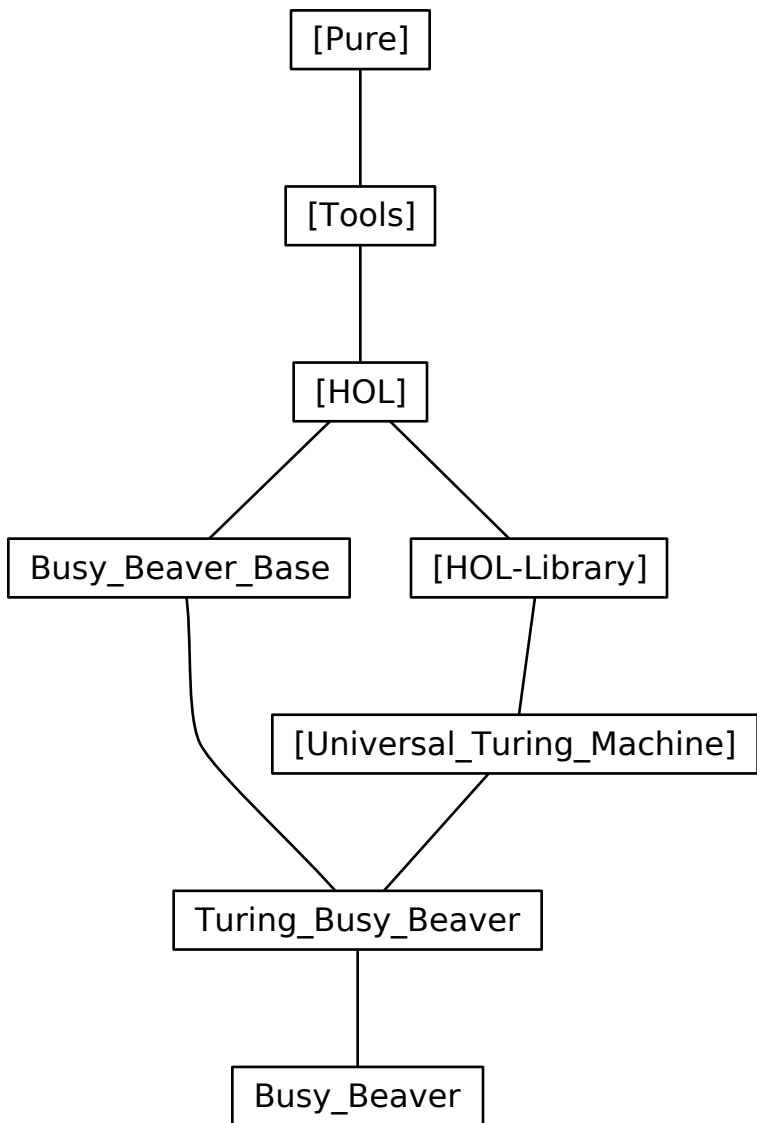 [Pure]
[Tools]
[HOL]
Busy_Beaver_Base
[HOL-Library]
[Universal_Turing_Machine]
Turing_Busy_Beaver
Busy_Beaver